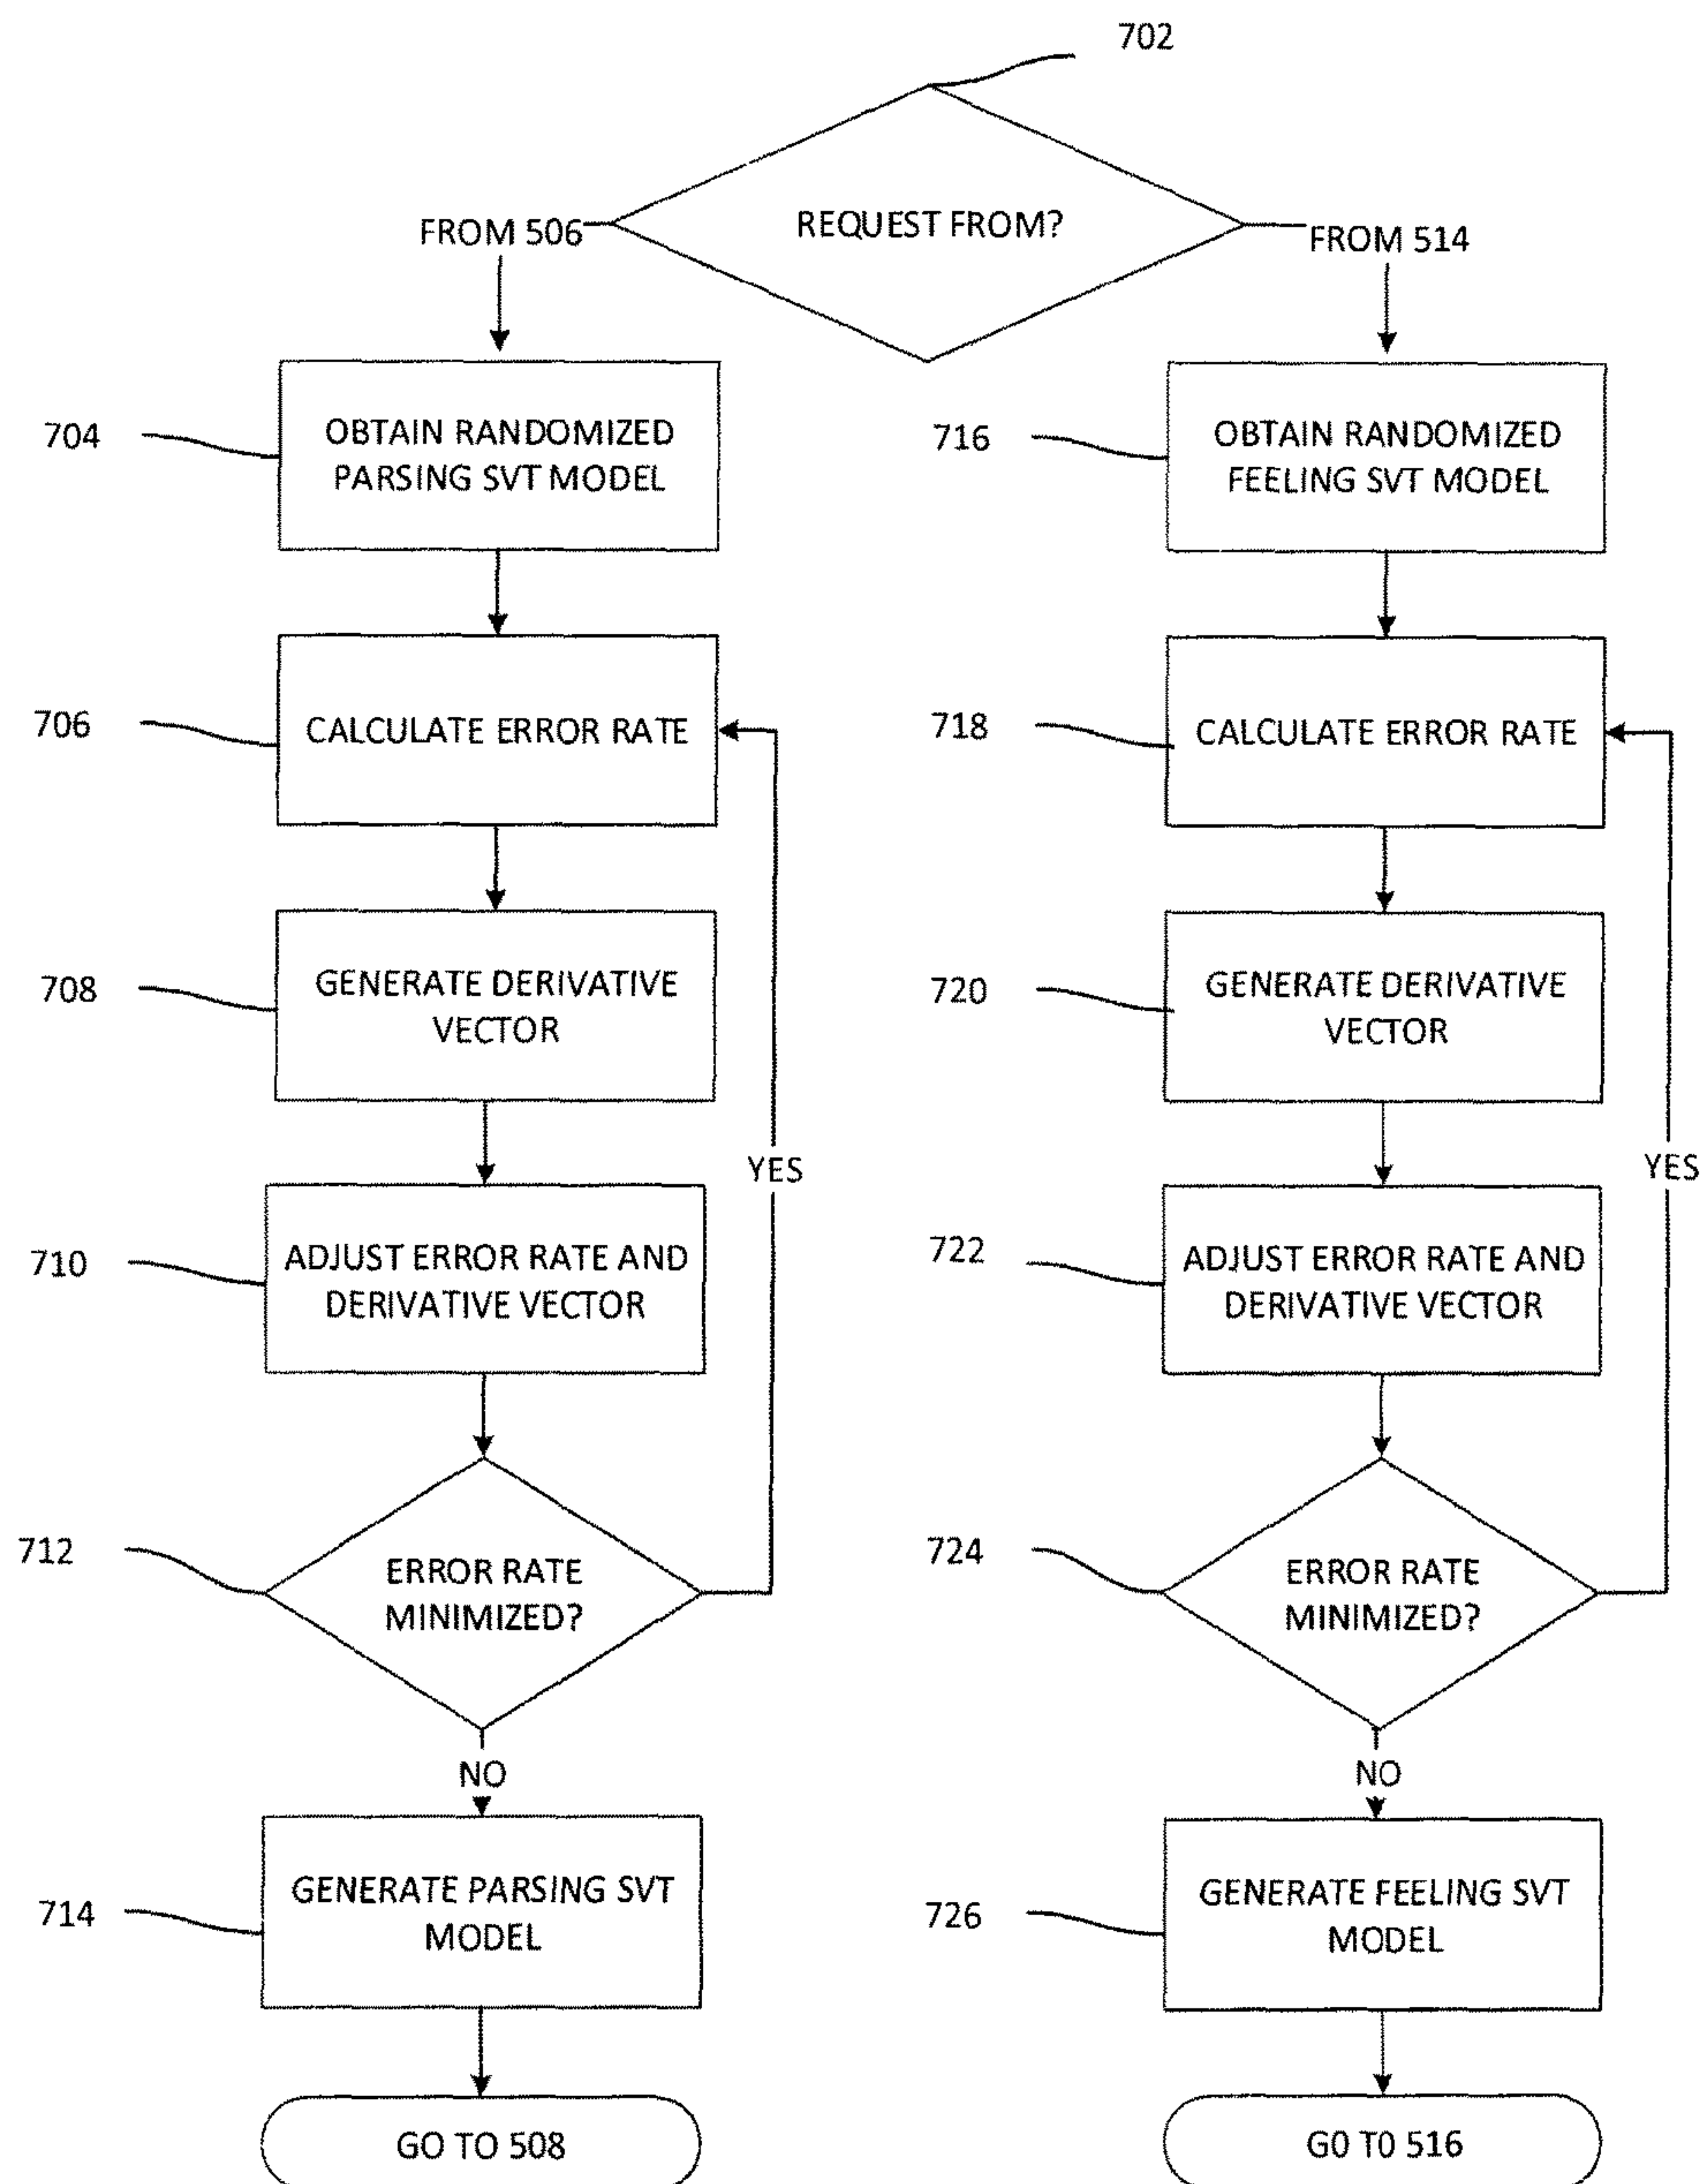 702
REQUEST FROM?
FROM 506
FROM 514
704
OBTAIN RANDOMIZED
PARSING SVT MODEL
716
OBTAIN RANDOMIZED
FEELING SVT MODEL
706
CALCULATE ERROR RATE
718
CALCULATE ERROR RATE
708
GENERATE DERIVATIVE
VECTOR
720
GENERATE DERIVATIVE
VECTOR
YES
YES
710
ADJUST ERROR RATE AND
DERIVATIVE VECTOR
722
ADJUST ERROR RATE AND
DERIVATIVE VECTOR
712
ERROR RATE
MINIMIZED?
724
ERROR RATE
MINIMIZED?
NO
NO
714
GENERATE PARSING SVT
MODEL
726
GENERATE FEELING SVT
MODEL
GO TO 508
G0 T0 516